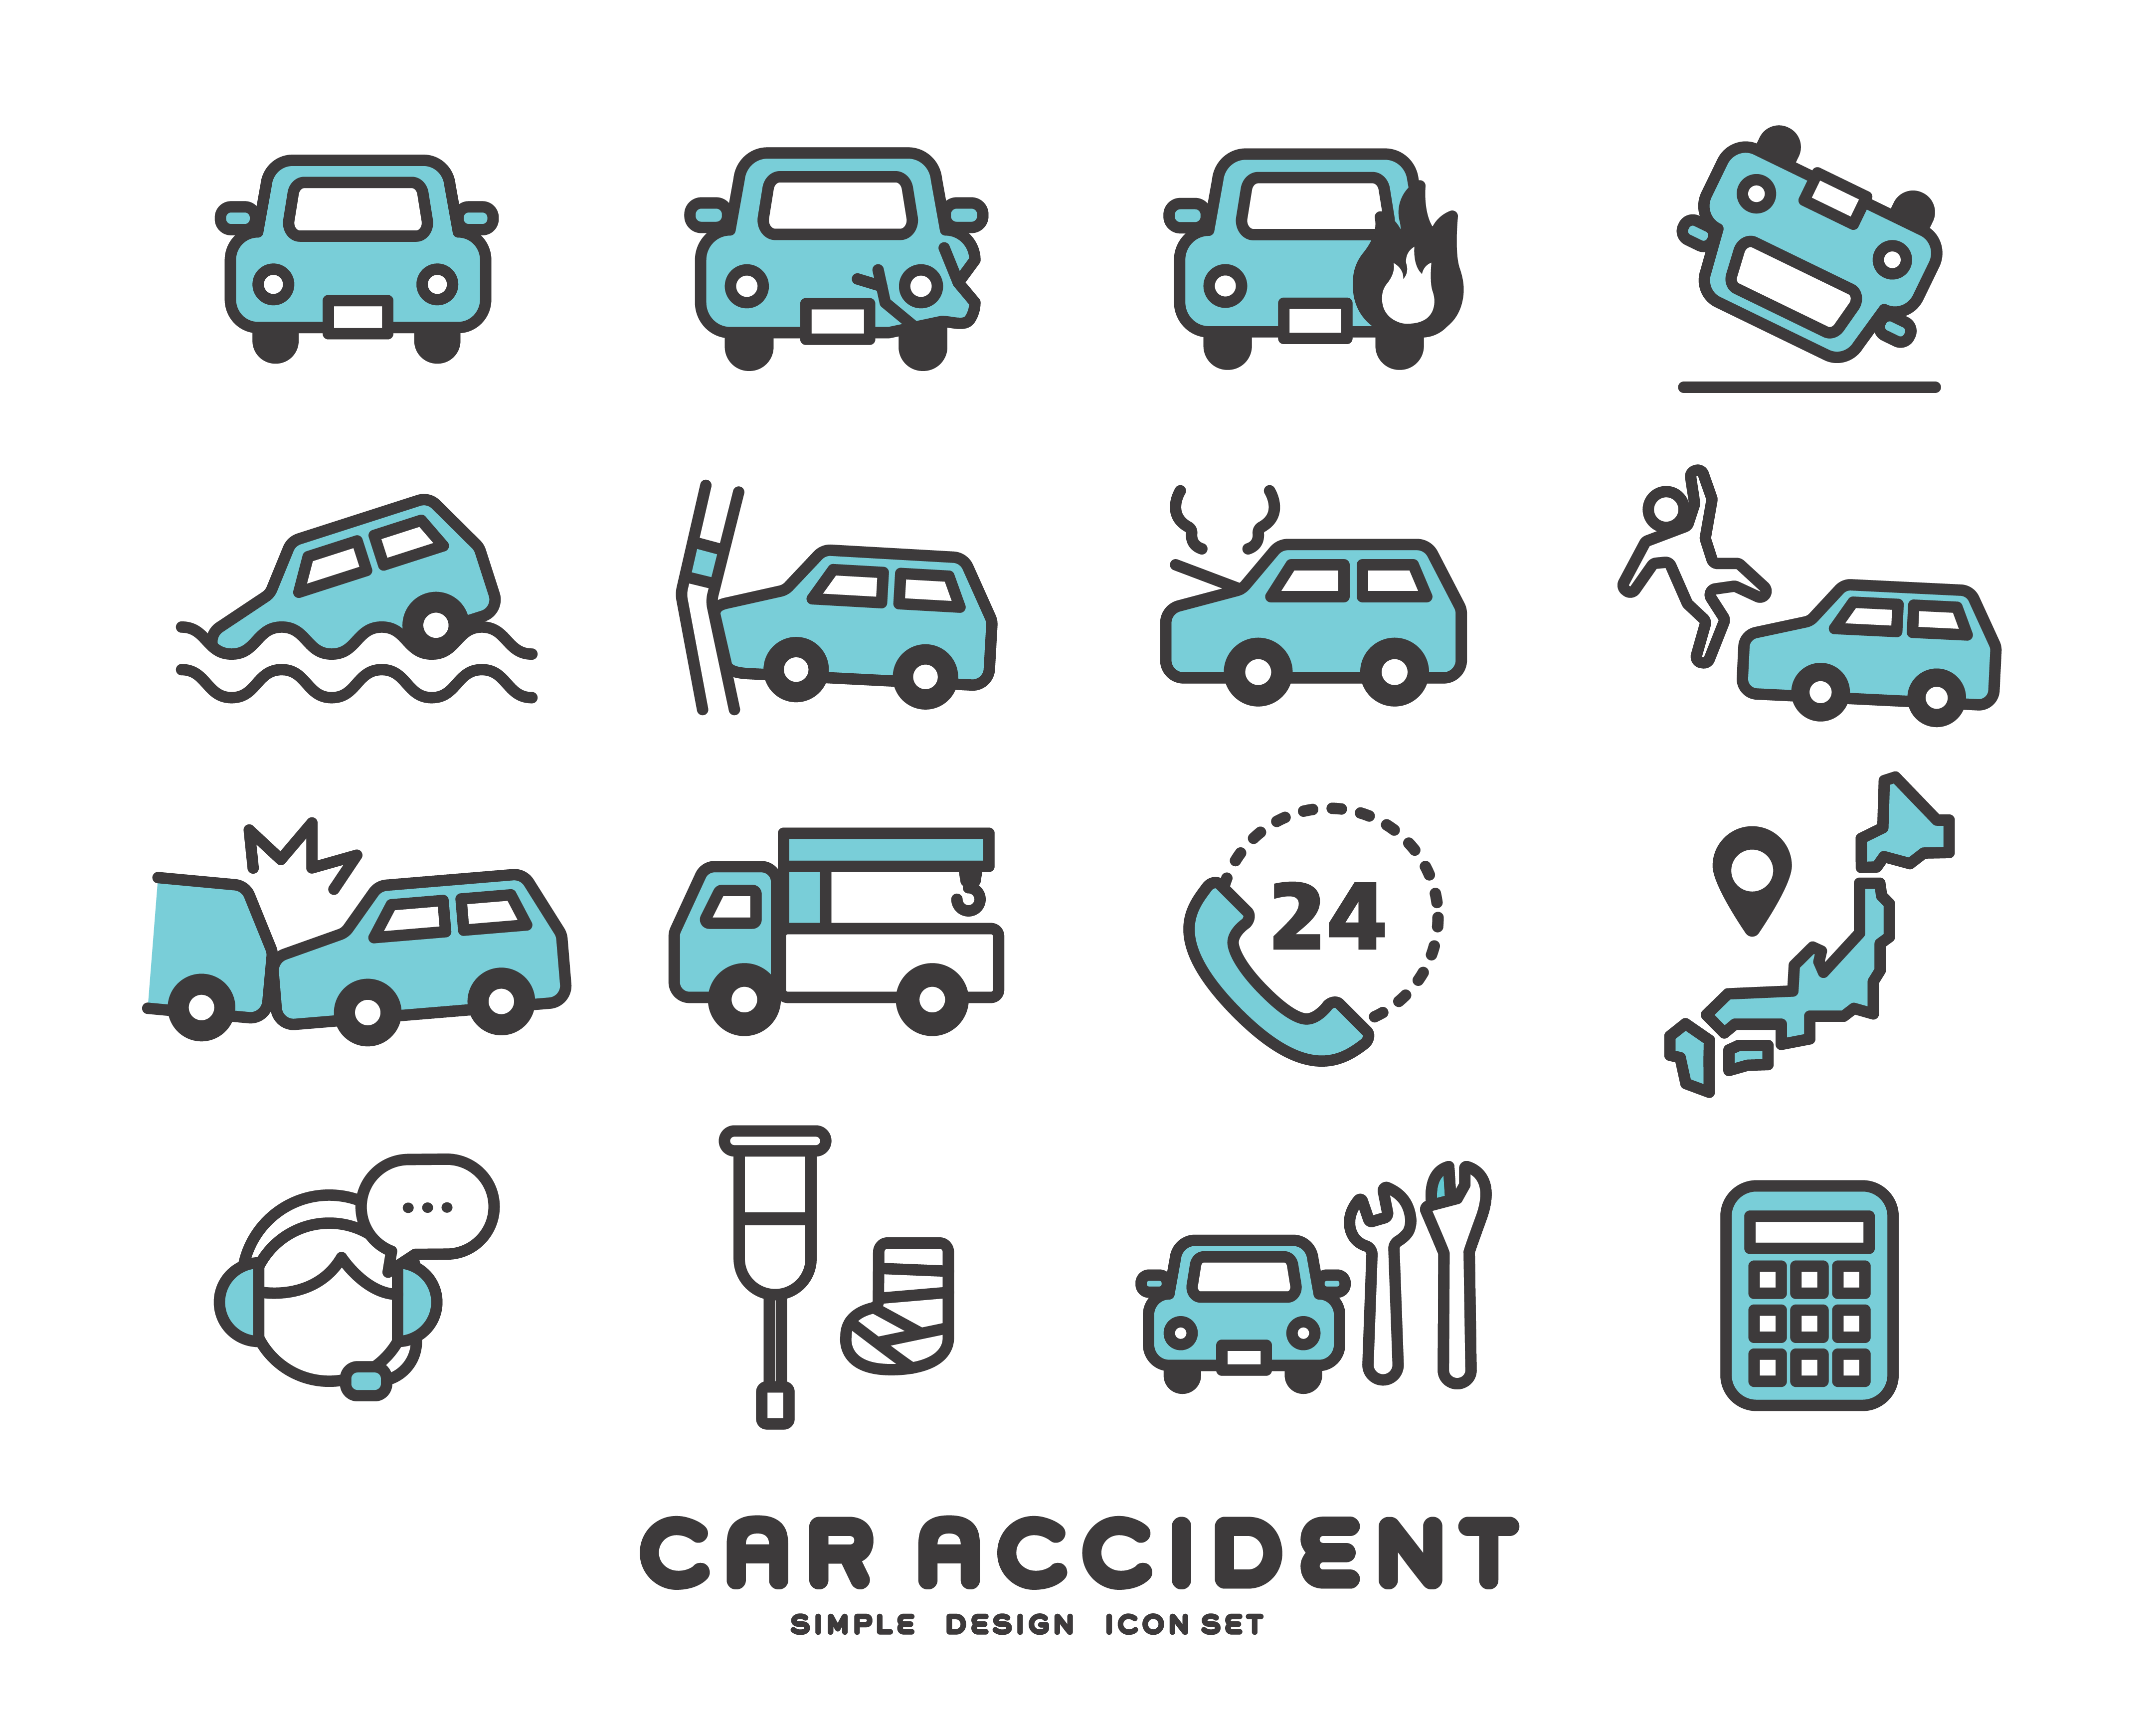 24
CAR ACCIDENT
SIMPLE DESIGN ICON SET